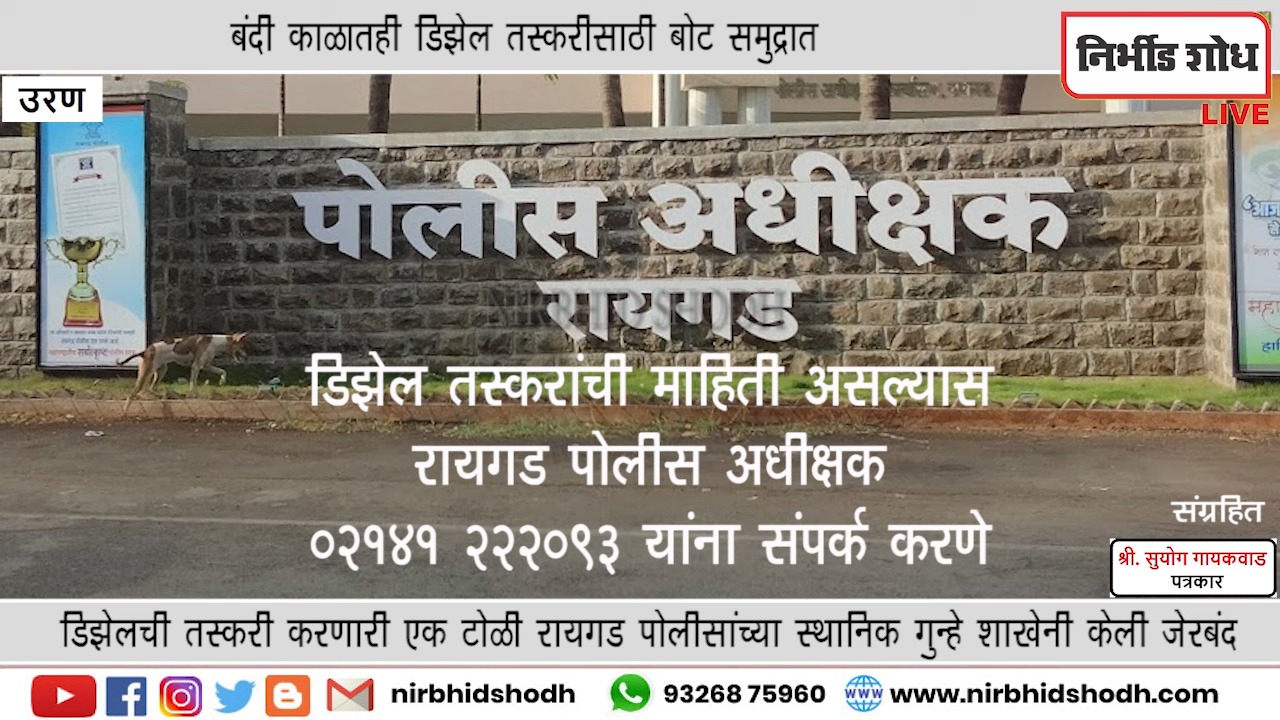 बंदी काळातही डिझेल तस्करीसाठी बोट समुद्रात
निर्भीड शोध
LIVE
उरण
पोलीस अधीक्षक
रायगड
NIRBHIDSHODH
डिझेल तस्करांची माहिती असल्यास
रायगड पोलीस अधीक्षक
०२१४१ २२२०९३ यांना संपर्क करणे
संग्रहित
श्री. सुयोग गायकवाड
पत्रकार
डिझेलची तस्करी करणारी एक टोळी रायगड पोलीसांच्या स्थानिक गुन्हे शाखेनी केली जेरबंद
nirbhidshodh
93268 75960
www.nirbhidshodh.com